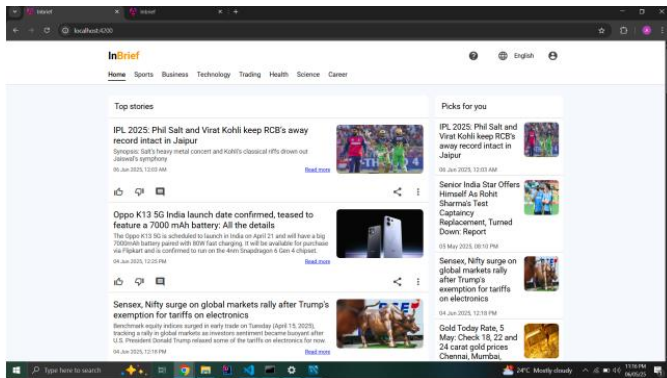 InBrief
InBrief
localhost:4200
InBrief
English
Home Sports Business Technology Trading Health Science Career
Top stories
IPL 2025: Phil Salt and Virat Kohli keep RCB's away
record intact in Jaipur
Synopsis: Salt's heavy metal concert and Kohli's classical riffs drown out
Jaiswal's symphony
06 Jun 2025, 12:03 AM
Read more
Oppo K13 5G India launch date confirmed, teased to
feature a 7000 mAh battery: All the details
The Oppo K13 5G is scheduled to launch in India on April 21 and will have a big
7000mAh battery paired with 80W fast charging. It will be available for purchase
via Flipkart and is confirmed to run on the 4nm Snapdragon 6 Gen 4 chipset.
04 Jun 2025, 12:25 PM
Read more
Sensex, Nifty surge on global markets rally after Trump's
exemption for tariffs on electronics
Benchmark equity indices surged in early trade on Tuesday (April 15, 2025),
tracking a rally in global markets as investors sentiment became buoyant after
U.S. President Donald Trump relaxed some of the tariffs on electronics for now.
04 Jun 2025, 12:18 PM
Read more
Picks for you
IPL 2025: Phil Salt and
Virat Kohli keep RCB's
away record intact in
Jaipur
06 Jun 2025, 12:03 AM
Senior India Star Offers
Himself As Rohit
Sharma's Test
Captaincy
Replacement, Turned
Down: Report
03 May 2025, 08:10 PM
Sensex, Nifty surge on
global markets rally
after Trump's
exemption for tariffs
on electronics
04 Jun 2025, 12:18 PM
Gold Today Rate, 5
May: Check 18, 22 and
24 carat gold prices
Chennai, Mumbai,
Type here to search
24°C Mostly cloudy
11:18 PM
06/05/25